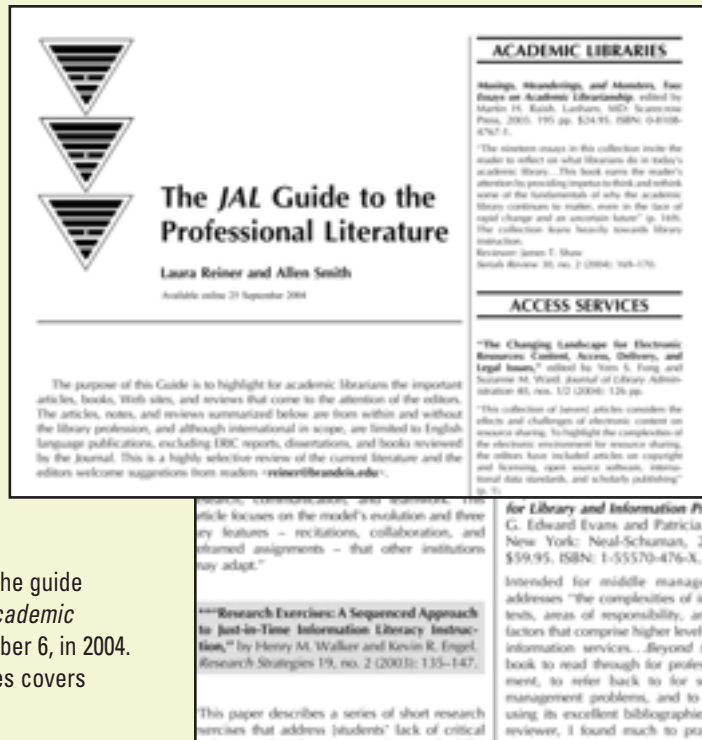 The JAL Guide to the
Professional Literature
Laura Reiner and Allen Smith
Available online 25 September 2004
The purpose of this Guide is to highlight for academic librarians the important
articles, books, Web sites, and reviews that come to the attention of the editors.
The articles, notes, and reviews summarized below are from within and without
the library profession, and although international in scope, are limited to English
language publications, excluding ERIC reports, dissertations, and books reviewed
by the Journal. This is a highly selective review of the current literature and the
editors welcome suggestions from readers <reiner@brandeis.edu>.
ACADEMIC LIBRARIES
Musings, Meanderings, and Monsters, Too:
Essays on Academic Librarianship, edited by
Martin H. Raish. Lanham, MD: Scarecrow
Press, 2003. 195 pp. $24.95. ISBN: 0-8108-
4767-1.
"The nineteen essays in this collection invite the
reader to reflect on what librarians do in today's
academic library...This book earns the reader's
attention by providing impetus to think and rethink
some of the fundamentals of why the academic
library continues to matter, even in the face of
rapid change and an uncertain future" (p. 169).
The collection leans heavily towards library
instruction.
Reviewer: James T. Shaw
Serials Review 30, no. 2 (2004): 169–170.
ACCESS SERVICES
"The Changing Landscape for Electronic
Resources: Content, Access, Delivery, and
Legal Issues," edited by Yem S. Fong and
Suzanne M. Ward. Journal of Library Admin-
istration 40, nos. 1/2 (2004): 126 pp.
"This collection of [seven] articles considers the
effects and challenges of electronic content on
resource sharing. To highlight the complexities of
the electronic environment for resource sharing,
the editors have included articles on copyright
and licensing, open source software, interna-
tional data standards, and scholarly publishing"
(p. 1).
he guide
cademic
ber 6, in 2004.
es covers
research, communication, and teamwork. This
rticle focuses on the model's evolution and three
ey features – recitations, collaboration, and
eframed assignments – that other institutions
may adapt."
***"Research Exercises: A Sequenced Approach
to Just-in-Time Information Literacy Instruc-
tion," by Henry M. Walker and Kevin R. Engel.
Research Strategies 19, no. 2 (2003): 135–147.
"This paper describes a series of short research
exercises that address [students' lack of critical
for Library and Information Pr
G. Edward Evans and Patricia
New York: Neal-Schuman, 2
$59.95. ISBN: 1-55570-476-X.
Intended for middle manage
addresses "the complexities of i
texts, areas of responsibility, an
factors that comprise higher level
information services...Beyond
book to read through for profes
ment, to refer back to for s
management problems, and to
using its excellent bibliographie
reviewer, I found much to pra